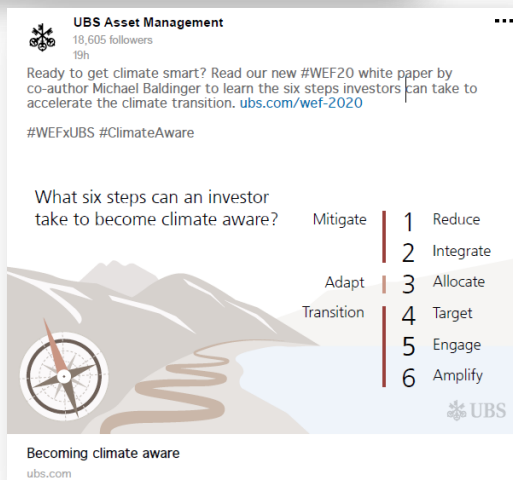 UBS Asset Management
18,605 followers
19h
Ready to get climate smart? Read our new #WEF20 white paper by
co-author Michael Baldinger to learn the six steps investors can take to
accelerate the climate transition. ubs.com/wef-2020
#WEFxUBS #ClimateAware
What six steps can an investor
take to become climate aware?
Mitigate
1 Reduce
2 Integrate
Adapt
3 Allocate
Transition
4 Target
5 Engage
6 Amplify
UBS
Becoming climate aware
ubs.com